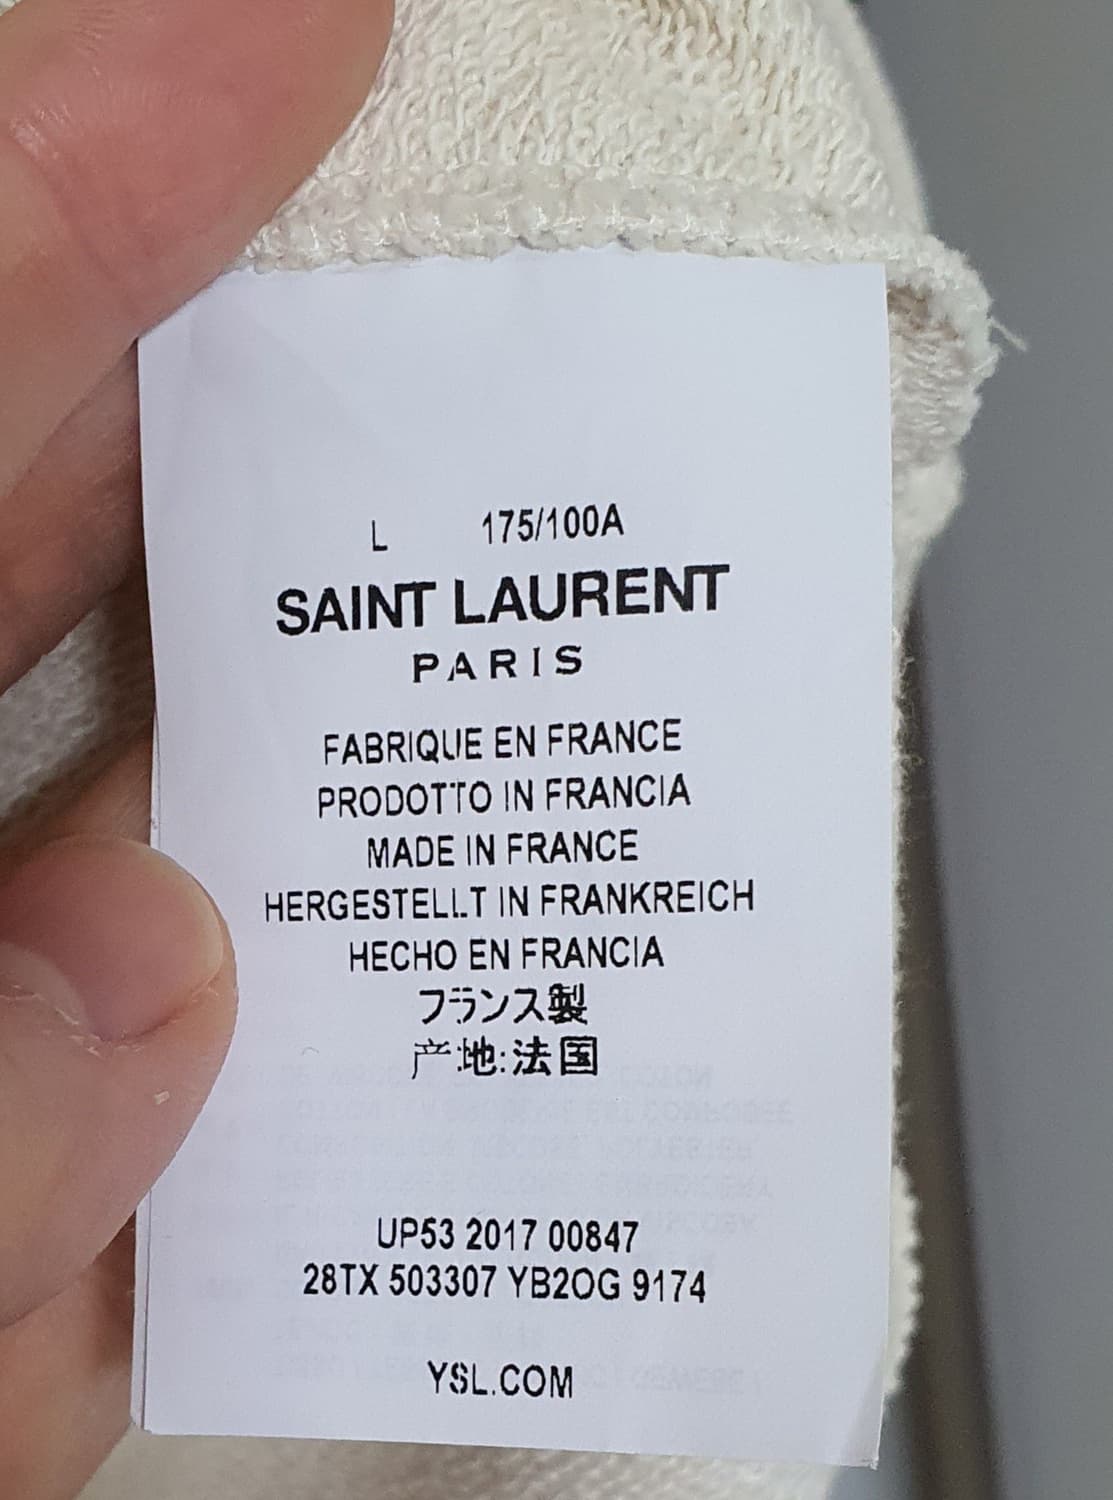 L 175/100A
SAINT LAURENT
PARIS
FABRIQUE EN FRANCE
PRODOTTO IN FRANCIA
MADE IN FRANCE
HERGESTELLT IN FRANKREICH
HECHO EN FRANCIA
フランス製
产地:法国
UP53 2017 00847
28TX 503307 YB2OG 9174
YSL.COM